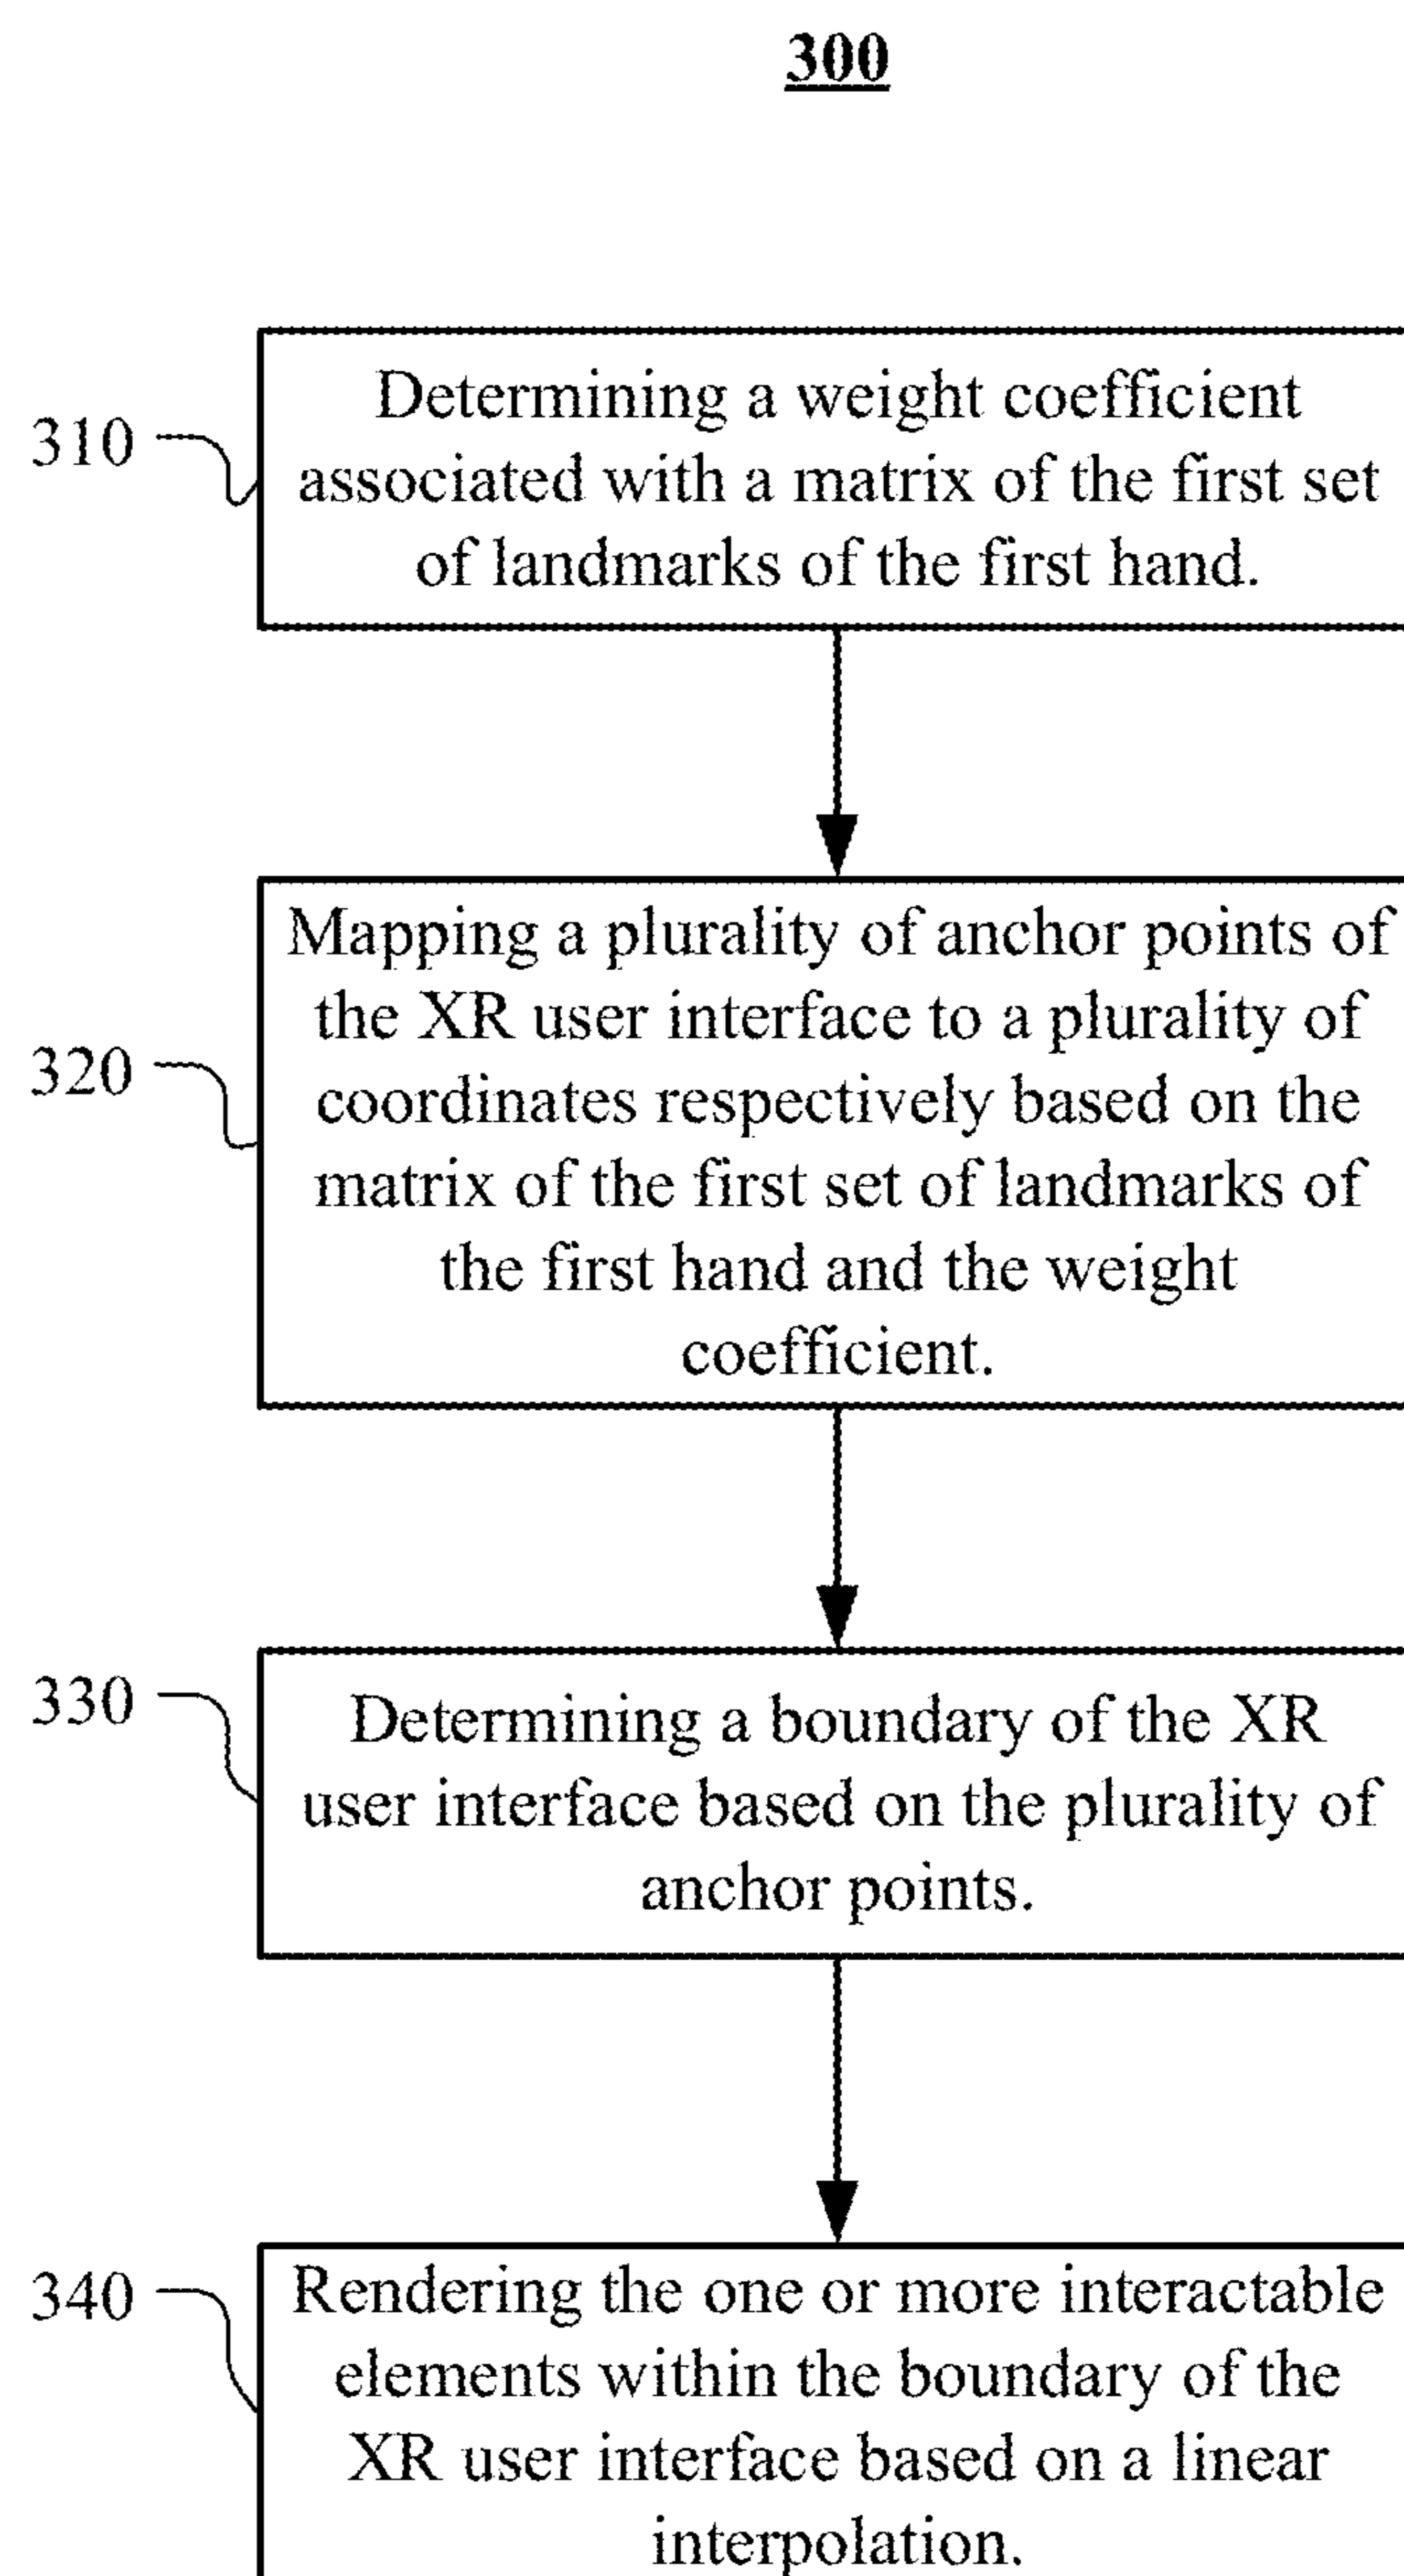 300
310
Determining a weight coefficient
associated with a matrix of the first set
of landmarks of the first hand.
320
Mapping a plurality of anchor points of
the XR user interface to a plurality of
coordinates respectively based on the
matrix of the first set of landmarks of
the first hand and the weight
coefficient.
330
Determining a boundary of the XR
user interface based on the plurality of
anchor points.
340
Rendering the one or more interactable
elements within the boundary of the
XR user interface based on a linear
interpolation.